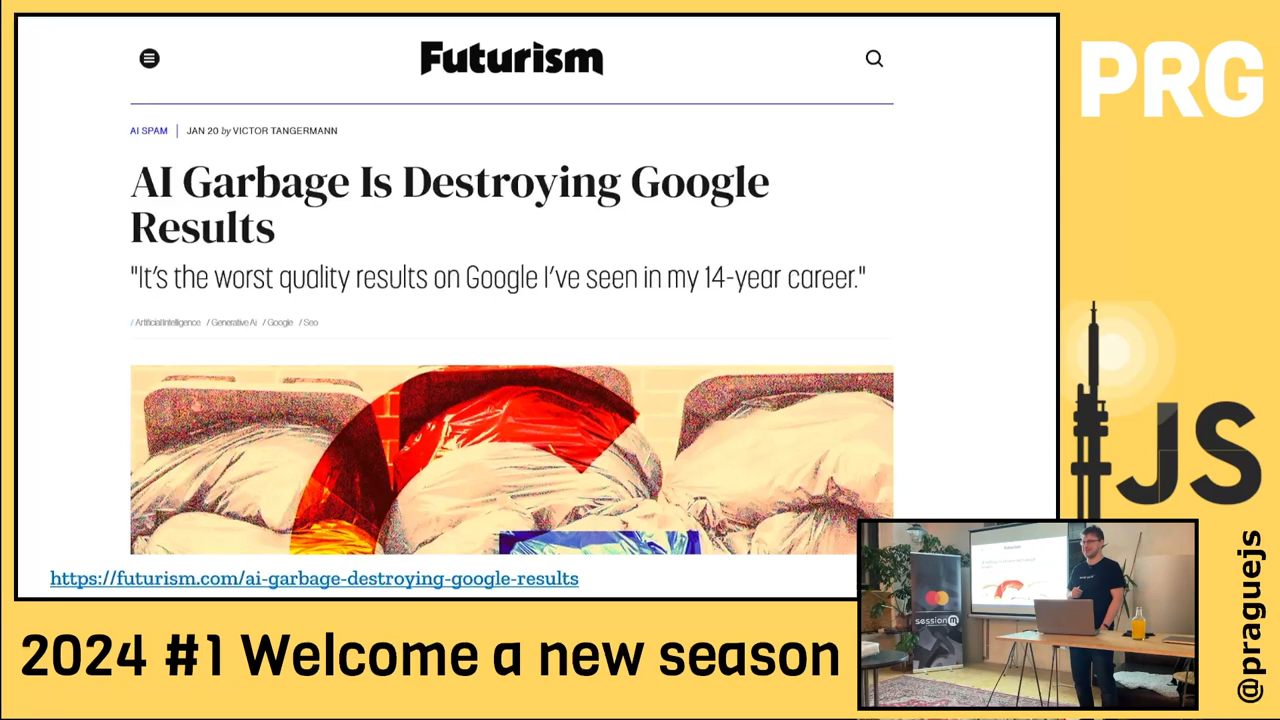 Futurism
AI SPAM | JAN 20 by VICTOR TANGERMANN
AI Garbage Is Destroying Google
Results
"It's the worst quality results on Google I've seen in my 14-year career."
/ Artificial Intelligence / Generative AI / Google / Seo
https://futurism.com/ai-garbage-destroying-google-results
2024 #1 Welcome a new season
PRG
JS
@praguejs
Futurism
session m